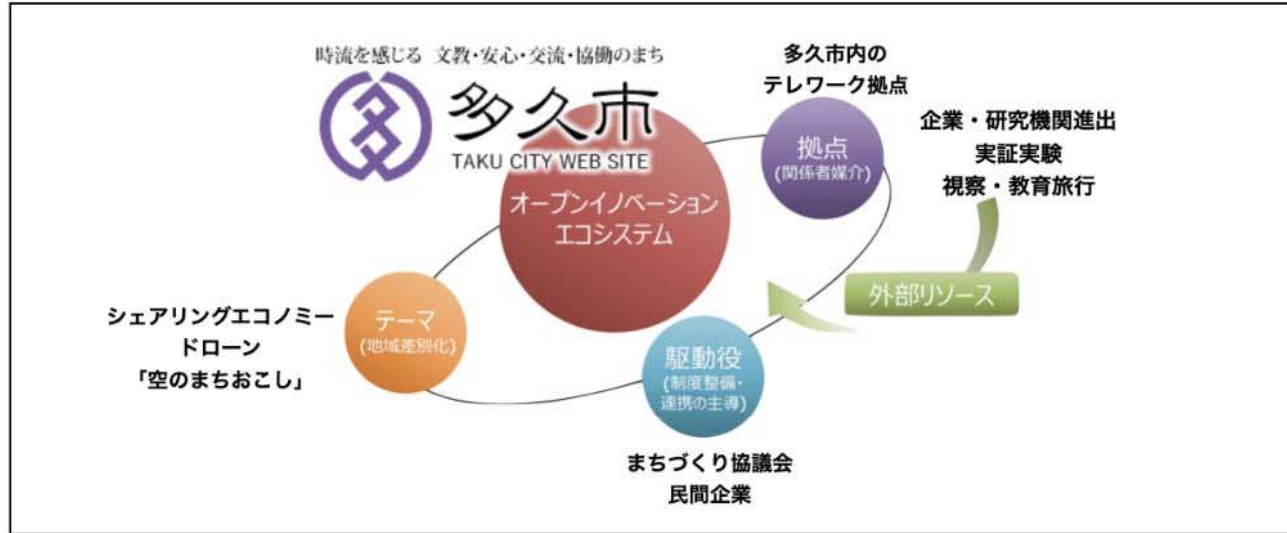 時流を感じる 文教・安心・交流・協働のまち
多久市
TAKU CITY WEB SITE
オープンイノベーション
エコシステム
多久市内の
テレワーク拠点
拠点
(関係者媒介)
企業・研究機関進出
実証実験
視察・教育旅行
外部リソース
シェアリングエコノミー
ドローン
「空のまちおこし」
テーマ
(地域差別化)
駆動役
(制度整備・
連携の主導)
まちづくり協議会
民間企業